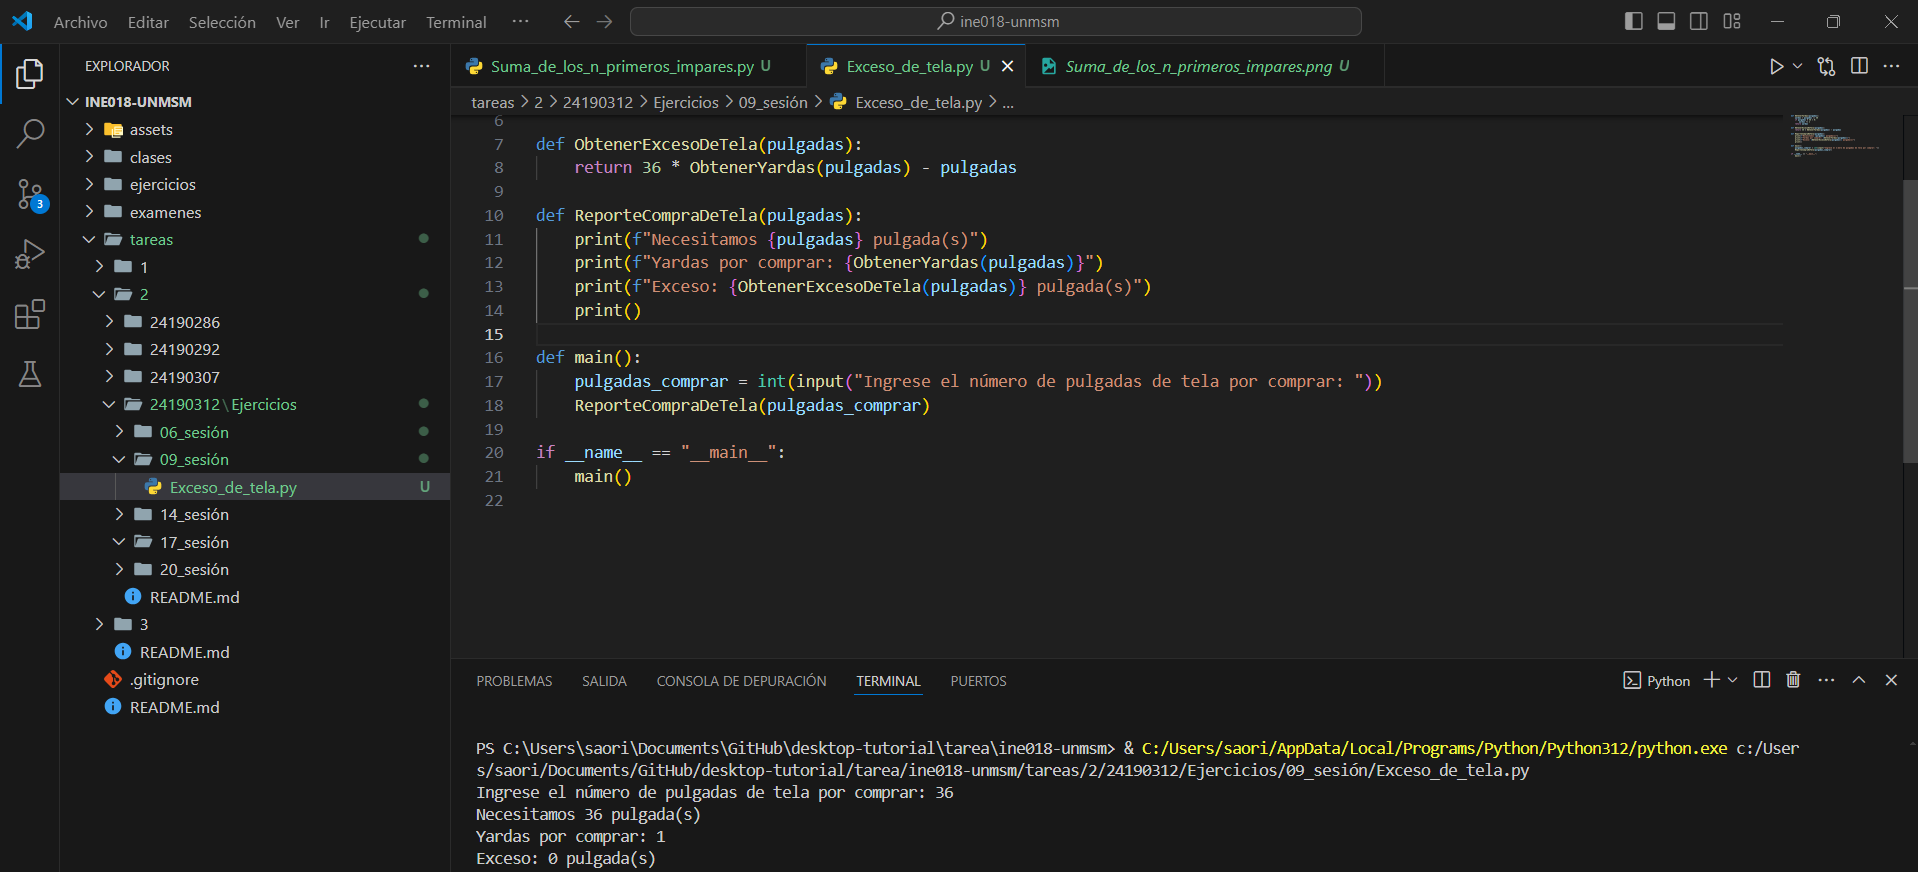 Archivo Editar Selección Ver Ir Ejecutar Terminal ··· ine018-unmsm
EXPLORADOR ···
INE018-UNMSM
assets
clases
ejercicios
examenes
tareas
1
2
24190286
24190292
24190307
24190312\Ejercicios
06_sesión
09_sesión
Exceso_de_tela.py U
14_sesión
17_sesión
20_sesión
README.md
3
README.md
.gitignore
README.md
3
Suma_de_los_n_primeros_impares.py U Exceso_de_tela.py U Suma_de_los_n_primeros_impares.png U
tareas > 2 > 24190312 > Ejercicios > 09_sesión > Exceso_de_tela.py > ...
6
7 def ObtenerExcesoDeTela(pulgadas):
8 return 36 * ObtenerYardas(pulgadas) - pulgadas
9
10 def ReporteCompraDeTela(pulgadas):
11 print(f"Necesitamos {pulgadas} pulgada(s)")
12 print(f"Yardas por comprar: {ObtenerYardas(pulgadas)}")
13 print(f"Exceso: {ObtenerExcesoDeTela(pulgadas)} pulgada(s)")
14 print()
15
16 def main():
17 pulgadas_comprar = int(input("Ingrese el número de pulgadas de tela por comprar: "))
18 ReporteCompraDeTela(pulgadas_comprar)
19
20 if __name__ == "__main__":
21 main()
22
PROBLEMAS SALIDA CONSOLA DE DEPURACIÓN TERMINAL PUERTOS Python
PS C:\Users\saori\Documents\GitHub\desktop-tutorial\tarea\ine018-unmsm> & C:/Users/saori/AppData/Local/Programs/Python/Python312/python.exe c:/User
s/saori/Documents/GitHub/desktop-tutorial/tarea/ine018-unmsm/tareas/2/24190312/Ejercicios/09_sesión/Exceso_de_tela.py
Ingrese el número de pulgadas de tela por comprar: 36
Necesitamos 36 pulgada(s)
Yardas por comprar: 1
Exceso: 0 pulgada(s)